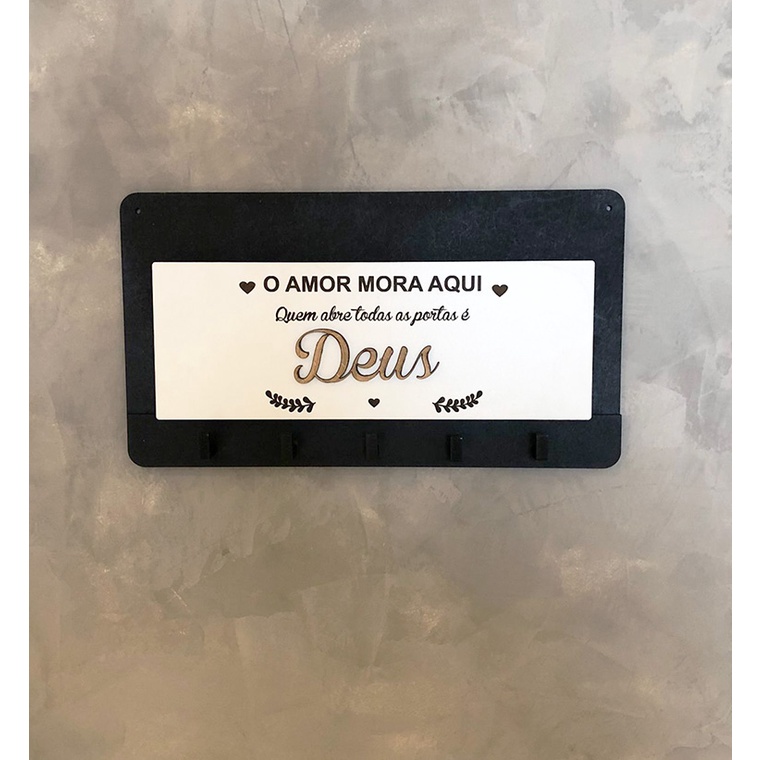 O AMOR MORA AQUI
Quem abre todas as portas é
Deus